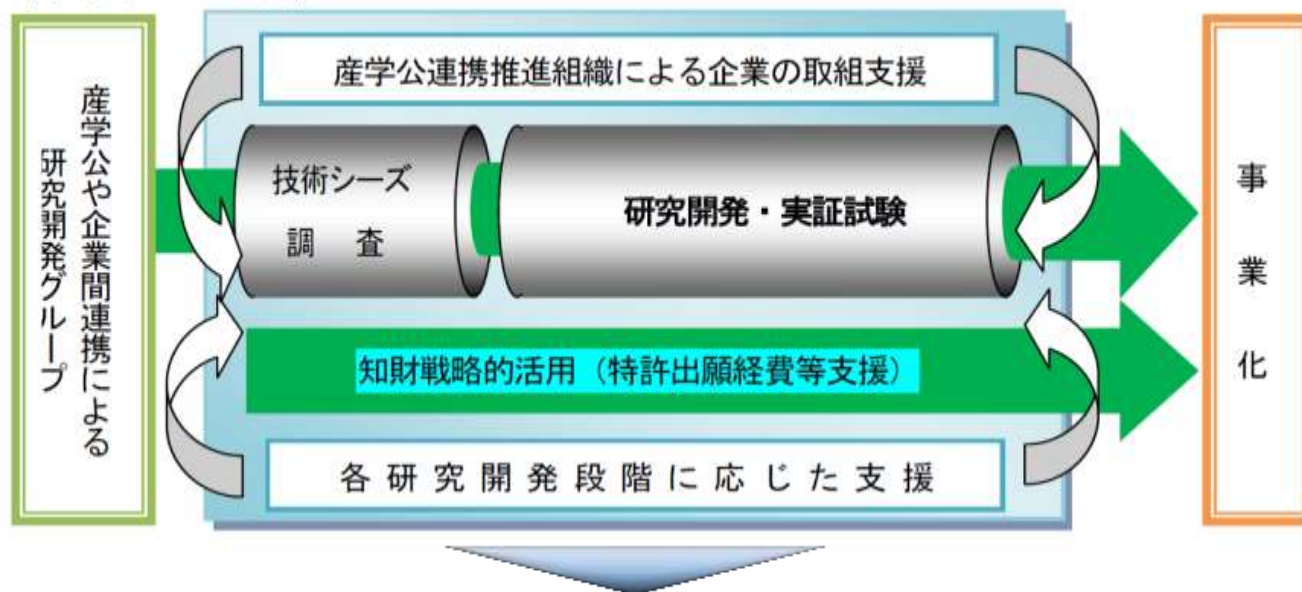 産学公や企業間連携による
研究開発グループ
産学公連携推進組織による企業の取組支援
技術シーズ
調　査
研究開発・実証試験
知財戦略的活用（特許出願経費等支援）
各研究開発段階に応じた支援
事業化